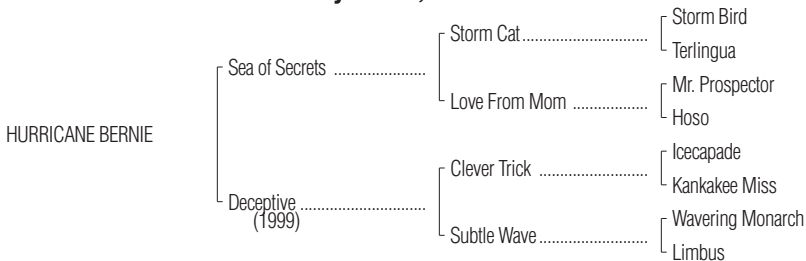 Storm Bird
Storm Cat
Terlingua
Sea of Secrets
Mr. Prospector
Love From Mom
Hoso
HURRICANE BERNIE
Icecapade
Clever Trick
Kankakee Miss
Deceptive
(1999)
Wavering Monarch
Subtle Wave
Limbus